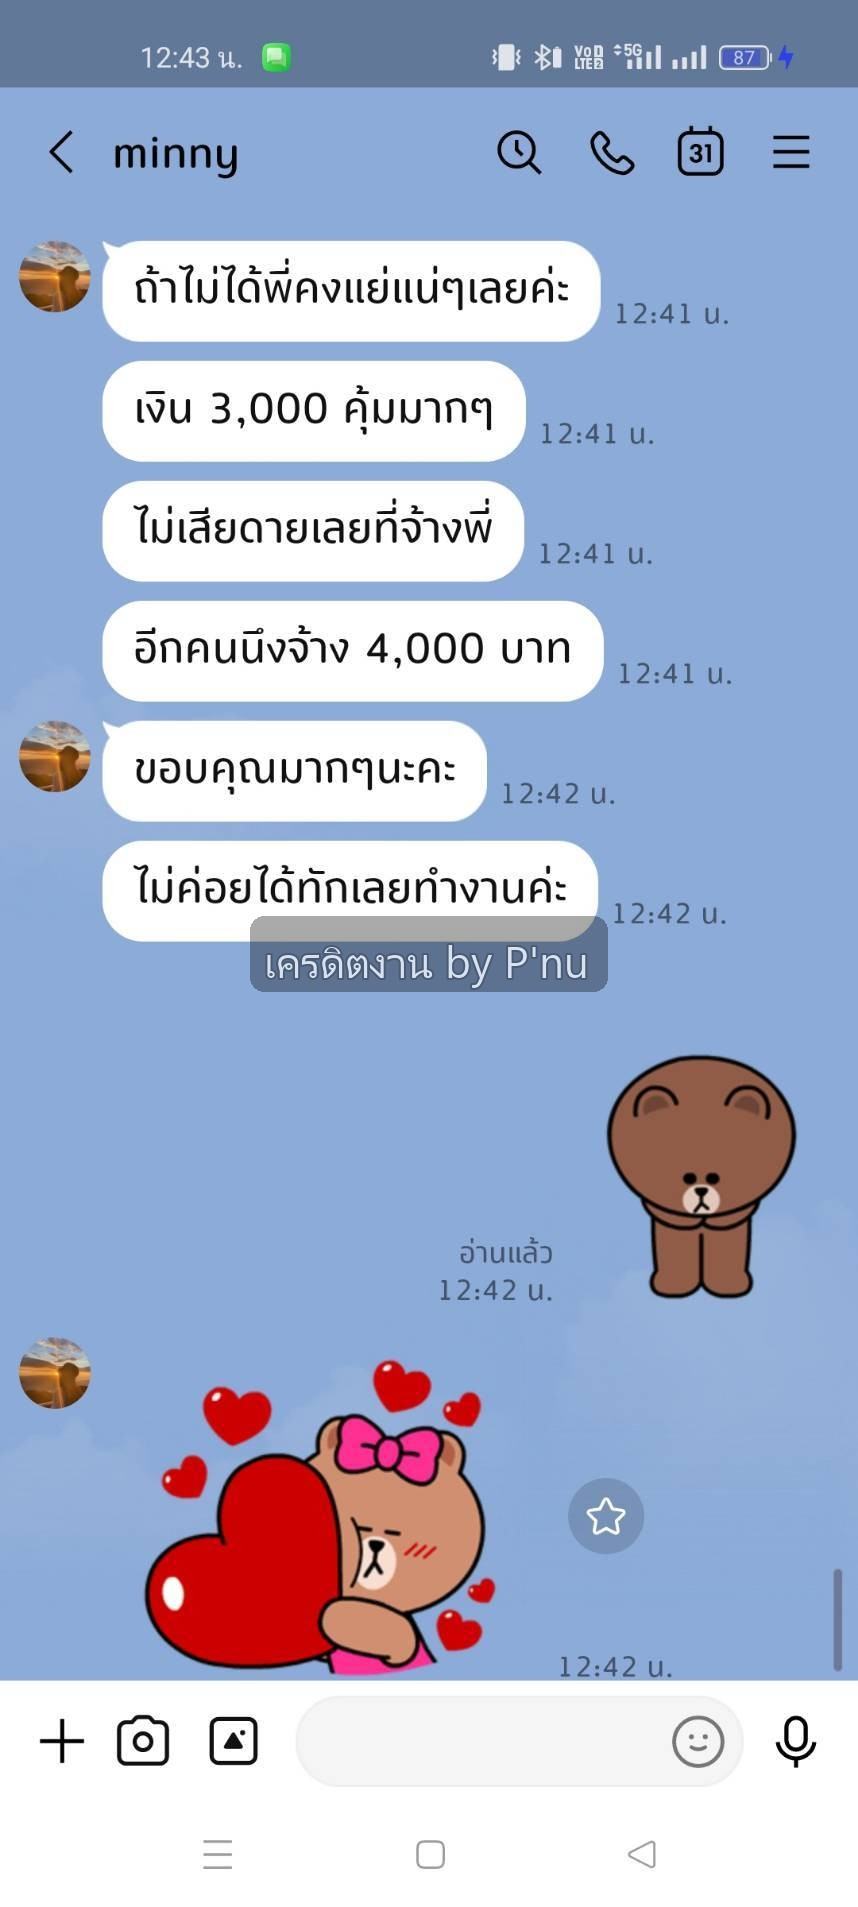 12:43 น.
VoD LTE2 5G 87
minny
31
ถ้าไม่ได้พี่คงแย่แน่ๆเลยค่ะ
12:41 น.
เงิน 3,000 คุ้มมากๆ
12:41 น.
ไม่เสียดายเลยที่จ้างพี่
12:41 น.
อีกคนนึงจ้าง 4,000 บาท
12:41 น.
ขอบคุณมากๆนะคะ
12:42 น.
ไม่ค่อยได้ทักเลยทำงานค่ะ
12:42 น.
เครดิตงาน by P'nu
อ่านแล้ว
12:42 น.
12:42 น.